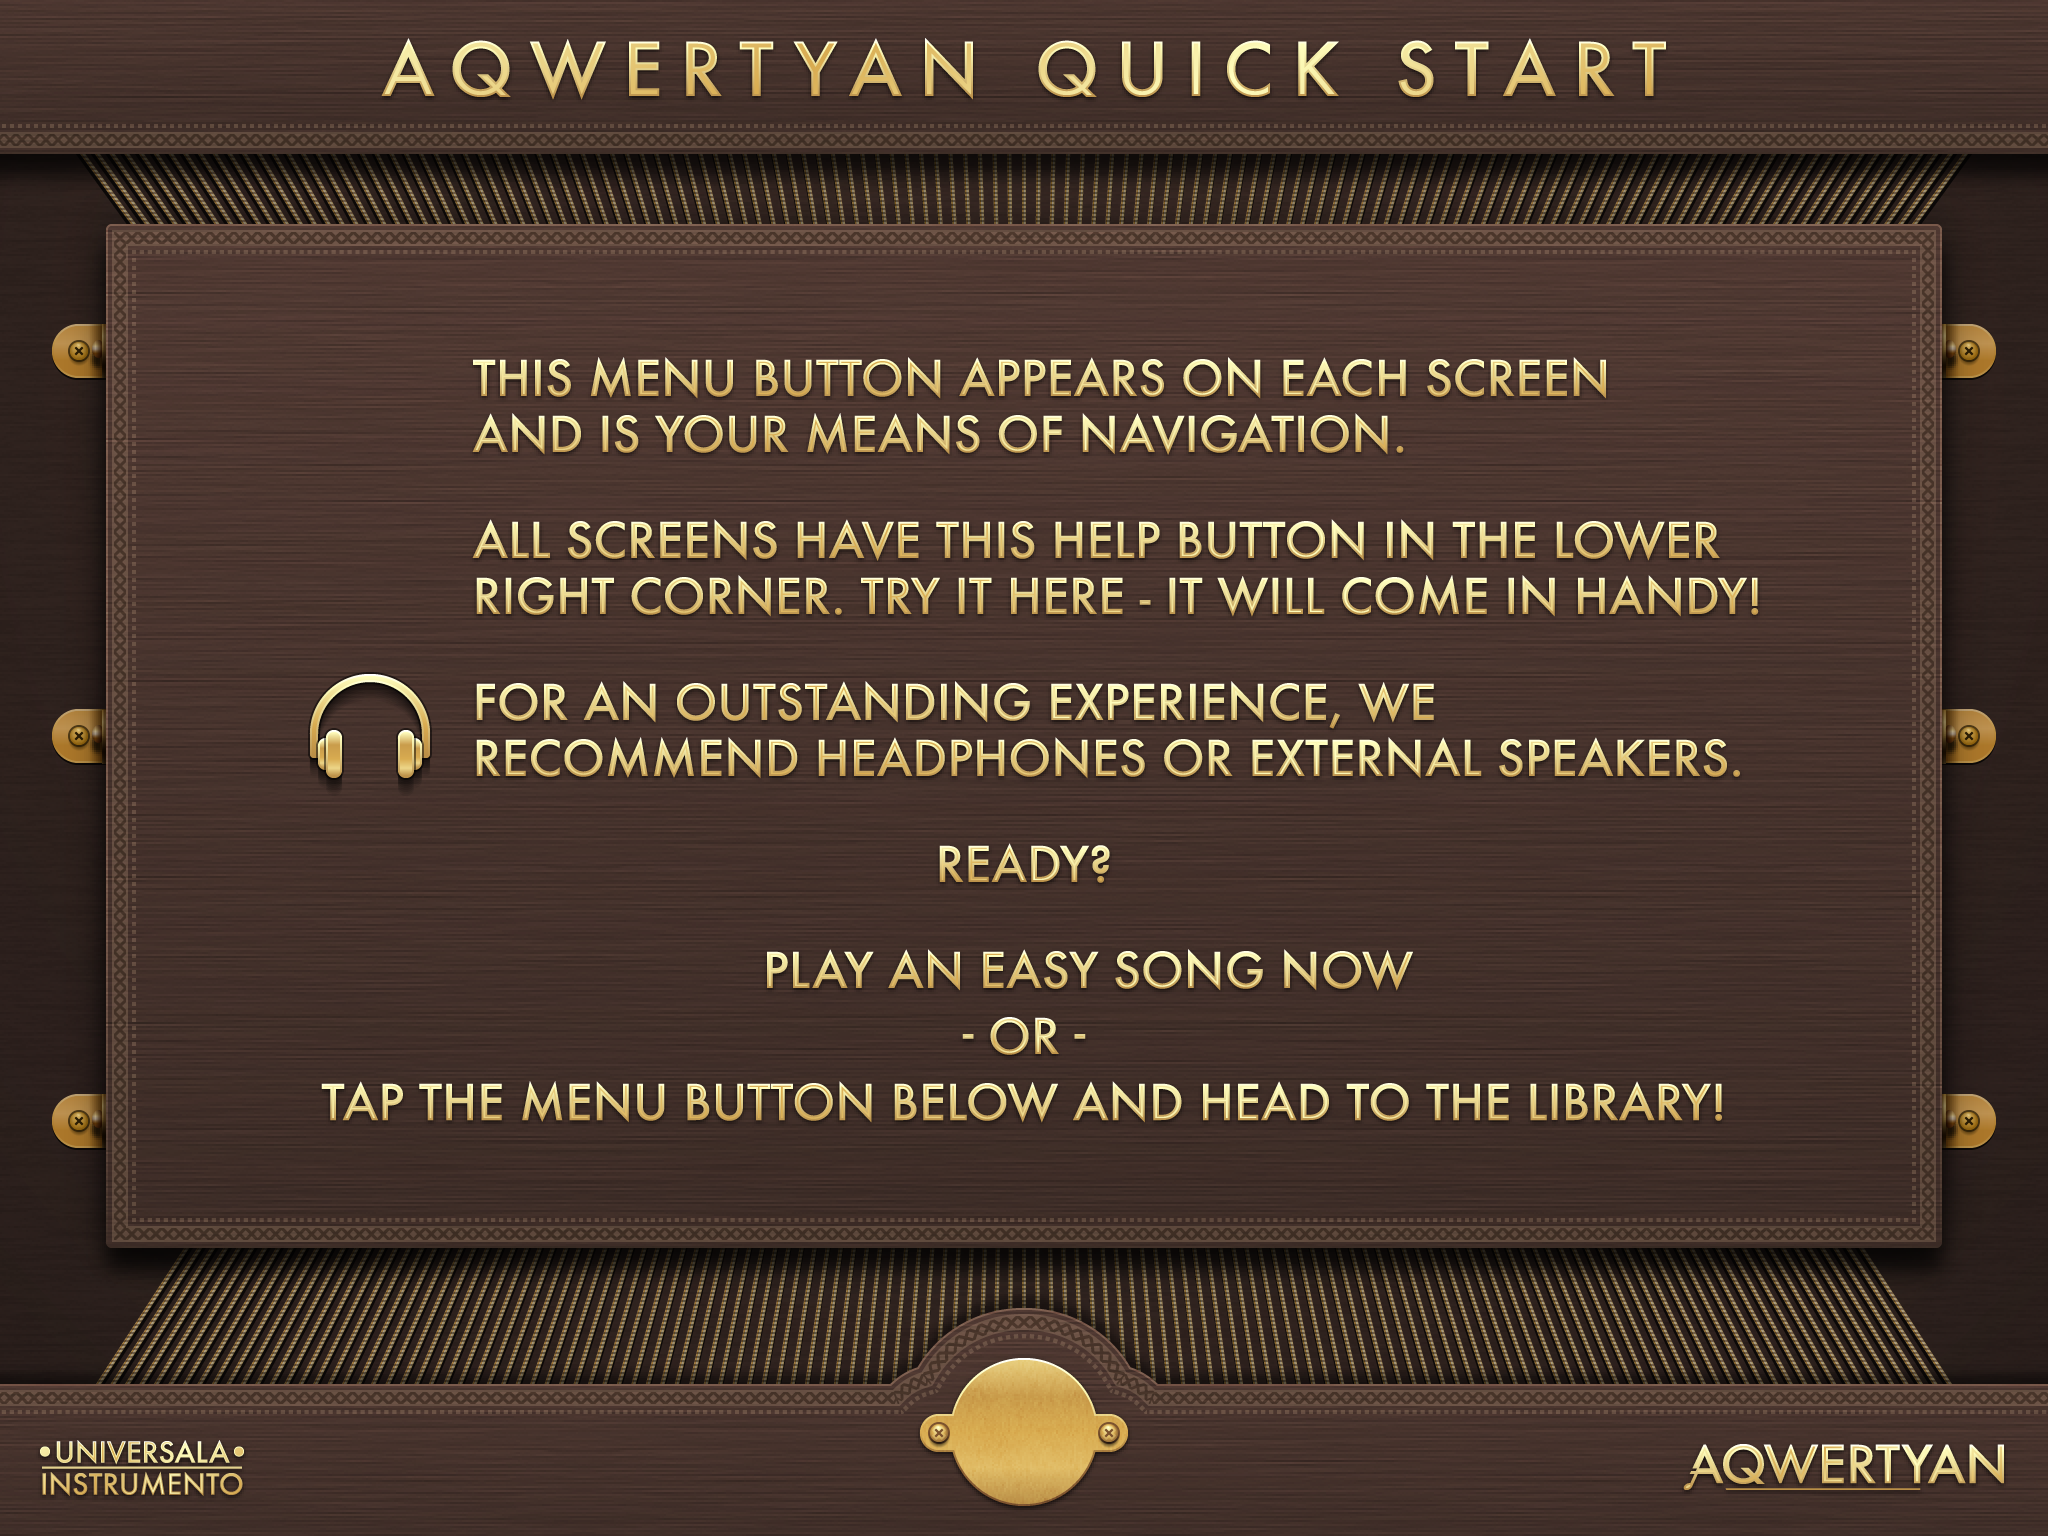 AQWERTYAN QUICK START
THIS MENU BUTTON APPEARS ON EACH SCREEN
AND IS YOUR MEANS OF NAVIGATION.
ALL SCREENS HAVE THIS HELP BUTTON IN THE LOWER
RIGHT CORNER. TRY IT HERE - IT WILL COME IN HANDY!
FOR AN OUTSTANDING EXPERIENCE, WE
RECOMMEND HEADPHONES OR EXTERNAL SPEAKERS.
READY?
PLAY AN EASY SONG NOW
- OR -
TAP THE MENU BUTTON BELOW AND HEAD TO THE LIBRARY!
•UNIVERSALA•
INSTRUMENTO
AQWERTYAN